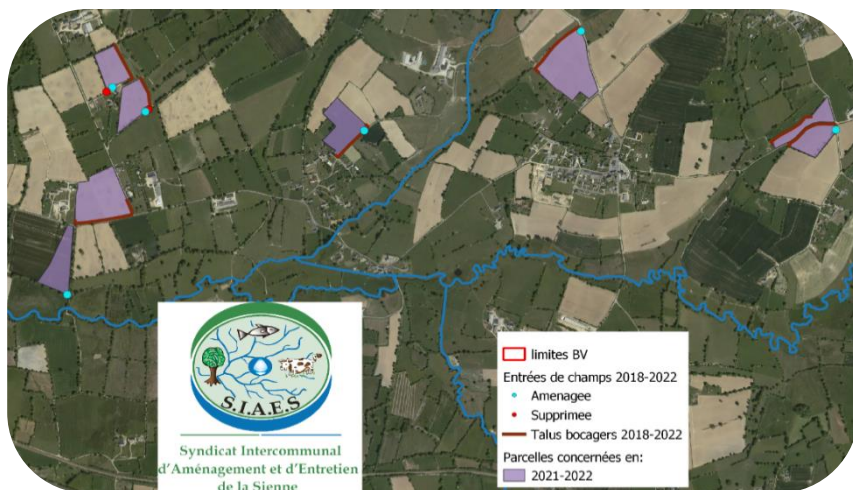 S.I.A.E.S
Syndicat Intercommunal
d'Aménagement et d'Entretien
de la Sienne
limites BV
Entrées de champs 2018-2022
Amenagee
Supprimee
Talus bocagers 2018-2022
Parcelles concernées en:
2021-2022